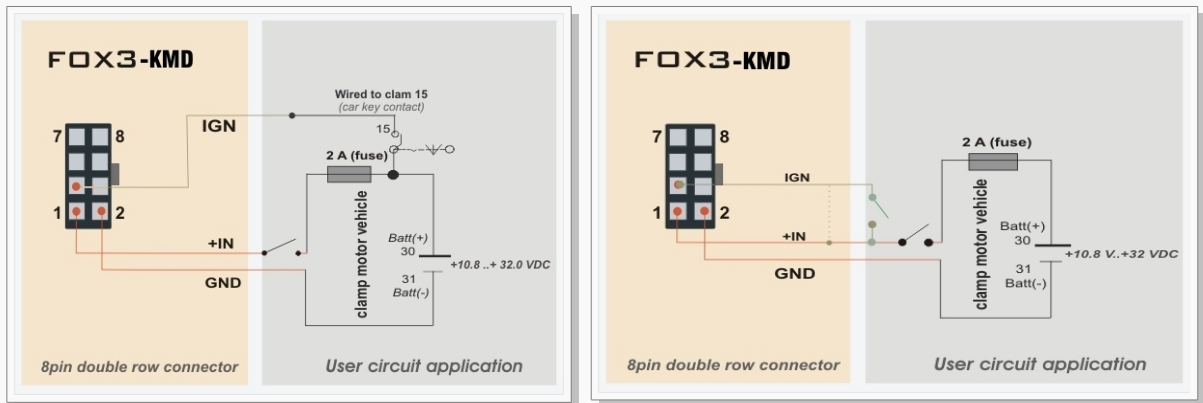 FOX3-KMD
Wired to clam 15
(car key contact)
IGN
15
7
8
2 A (fuse)
1
2
clamp motor vehicle
+IN
Batt(+)
30
+10.8 ..+ 32.0 VDC
GND
31
Batt(-)
8pin double row connector
User circuit application
FOX3-KMD
7
8
2 A (fuse)
IGN
1
2
clamp motor vehicle
+IN
Batt(+)
30
+10.8 V..+32 VDC
GND
31
Batt(-)
8pin double row connector
User circuit application